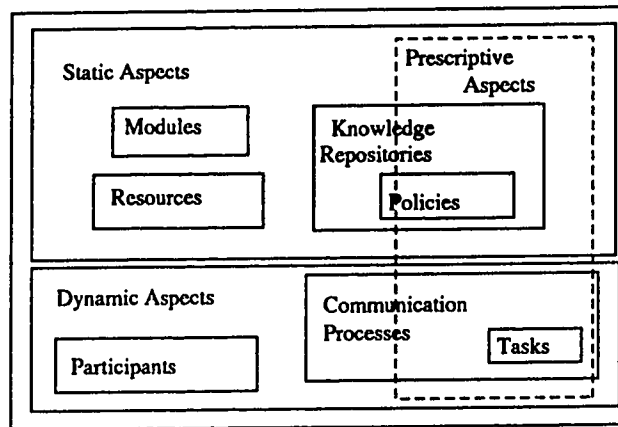 Static Aspects
Prescriptive
Aspects
Modules
Knowledge
Repositories
Resources
Policies
Dynamic Aspects
Communication
Processes
Participants
Tasks